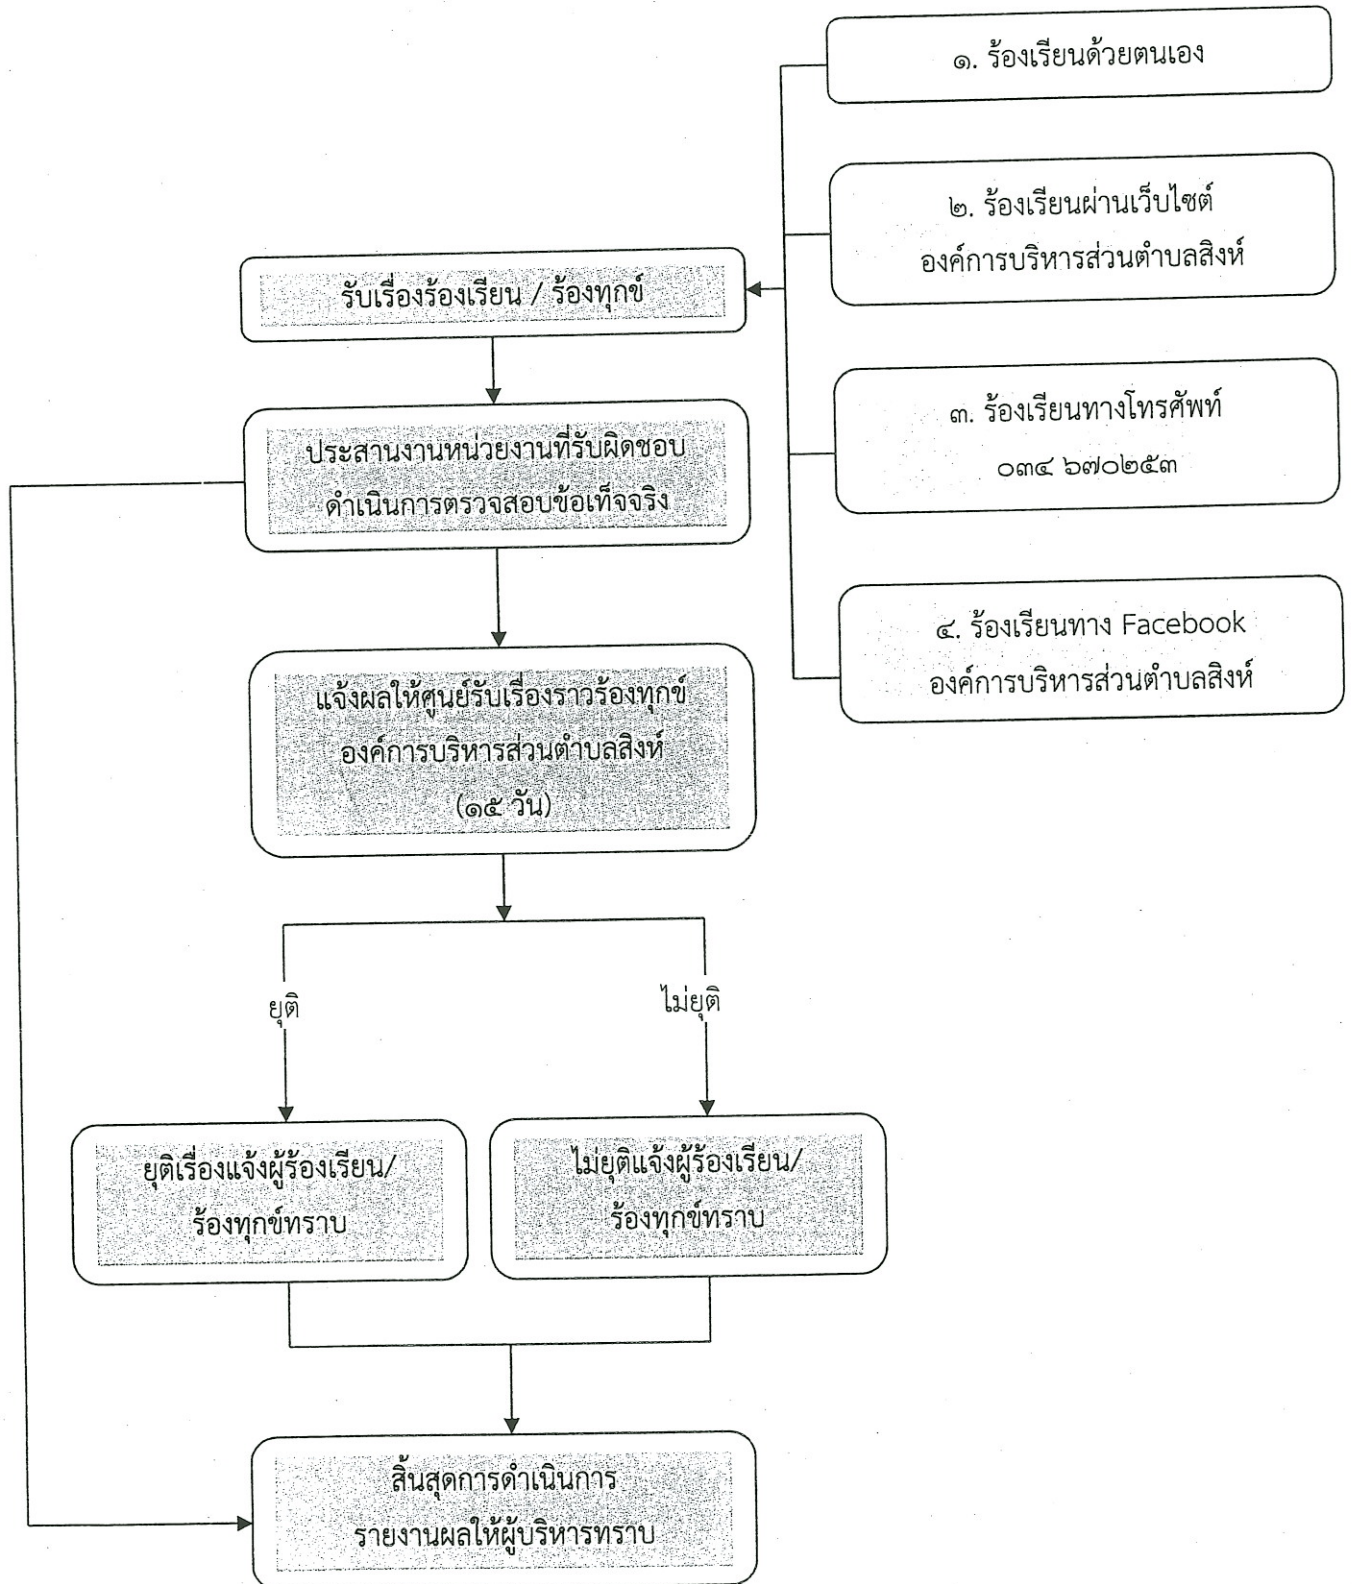 ๑. ร้องเรียนด้วยตนเอง
๒. ร้องเรียนผ่านเว็บไซต์
องค์การบริหารส่วนตำบลสิงห์
๓. ร้องเรียนทางโทรศัพท์
๐๓๔ ๖๗๐๒๕๓
๔. ร้องเรียนทาง Facebook
องค์การบริหารส่วนตำบลสิงห์
รับเรื่องร้องเรียน / ร้องทุกข์
ประสานงานหน่วยงานที่รับผิดชอบ
ดำเนินการตรวจสอบข้อเท็จจริง
แจ้งผลให้ศูนย์รับเรื่องราวร้องทุกข์
องค์การบริหารส่วนตำบลสิงห์
(๑๕ วัน)
ยุติ
ไม่ยุติ
ยุติเรื่องแจ้งผู้ร้องเรียน/
ร้องทุกข์ทราบ
ไม่ยุติแจ้งผู้ร้องเรียน/
ร้องทุกข์ทราบ
สิ้นสุดการดำเนินการ
รายงานผลให้ผู้บริหารทราบ